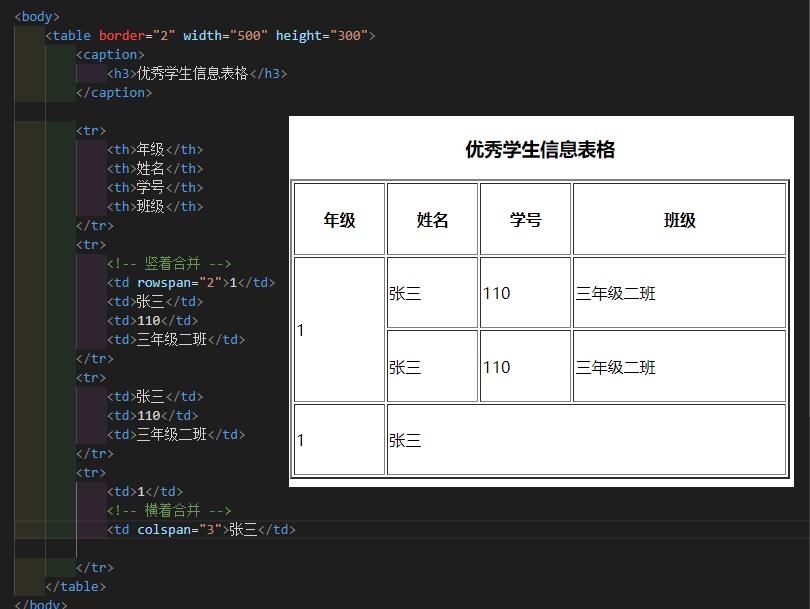 <body>
<table border="2" width="500" height="300">
<caption>
<h3>优秀学生信息表格</h3>
</caption>
<tr>
<th>年级</th>
<th>姓名</th>
<th>学号</th>
<th>班级</th>
</tr>
<tr>
<!-- 竖着合并 -->
<td rowspan="2">1</td>
<td>张三</td>
<td>110</td>
<td>三年级二班</td>
</tr>
<tr>
<td>张三</td>
<td>110</td>
<td>三年级二班</td>
</tr>
<tr>
<td>1</td>
<!-- 横着合并 -->
<td colspan="3">张三</td>
</tr>
</table>
</body>
优秀学生信息表格
年级 姓名 学号 班级
1 张三 110 三年级二班
张三 110 三年级二班
1 张三